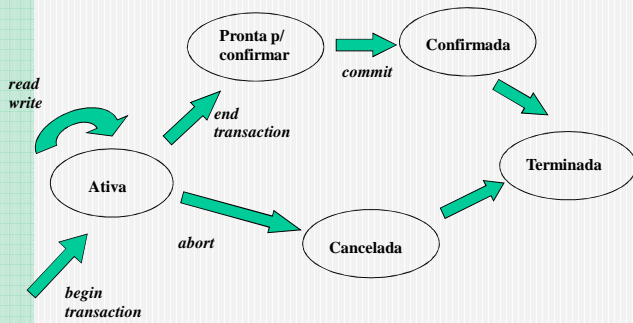 Pronta p/
confirmar
Confirmada
commit
read
write
end
transaction
Ativa
Terminada
abort
Cancelada
begin
transaction